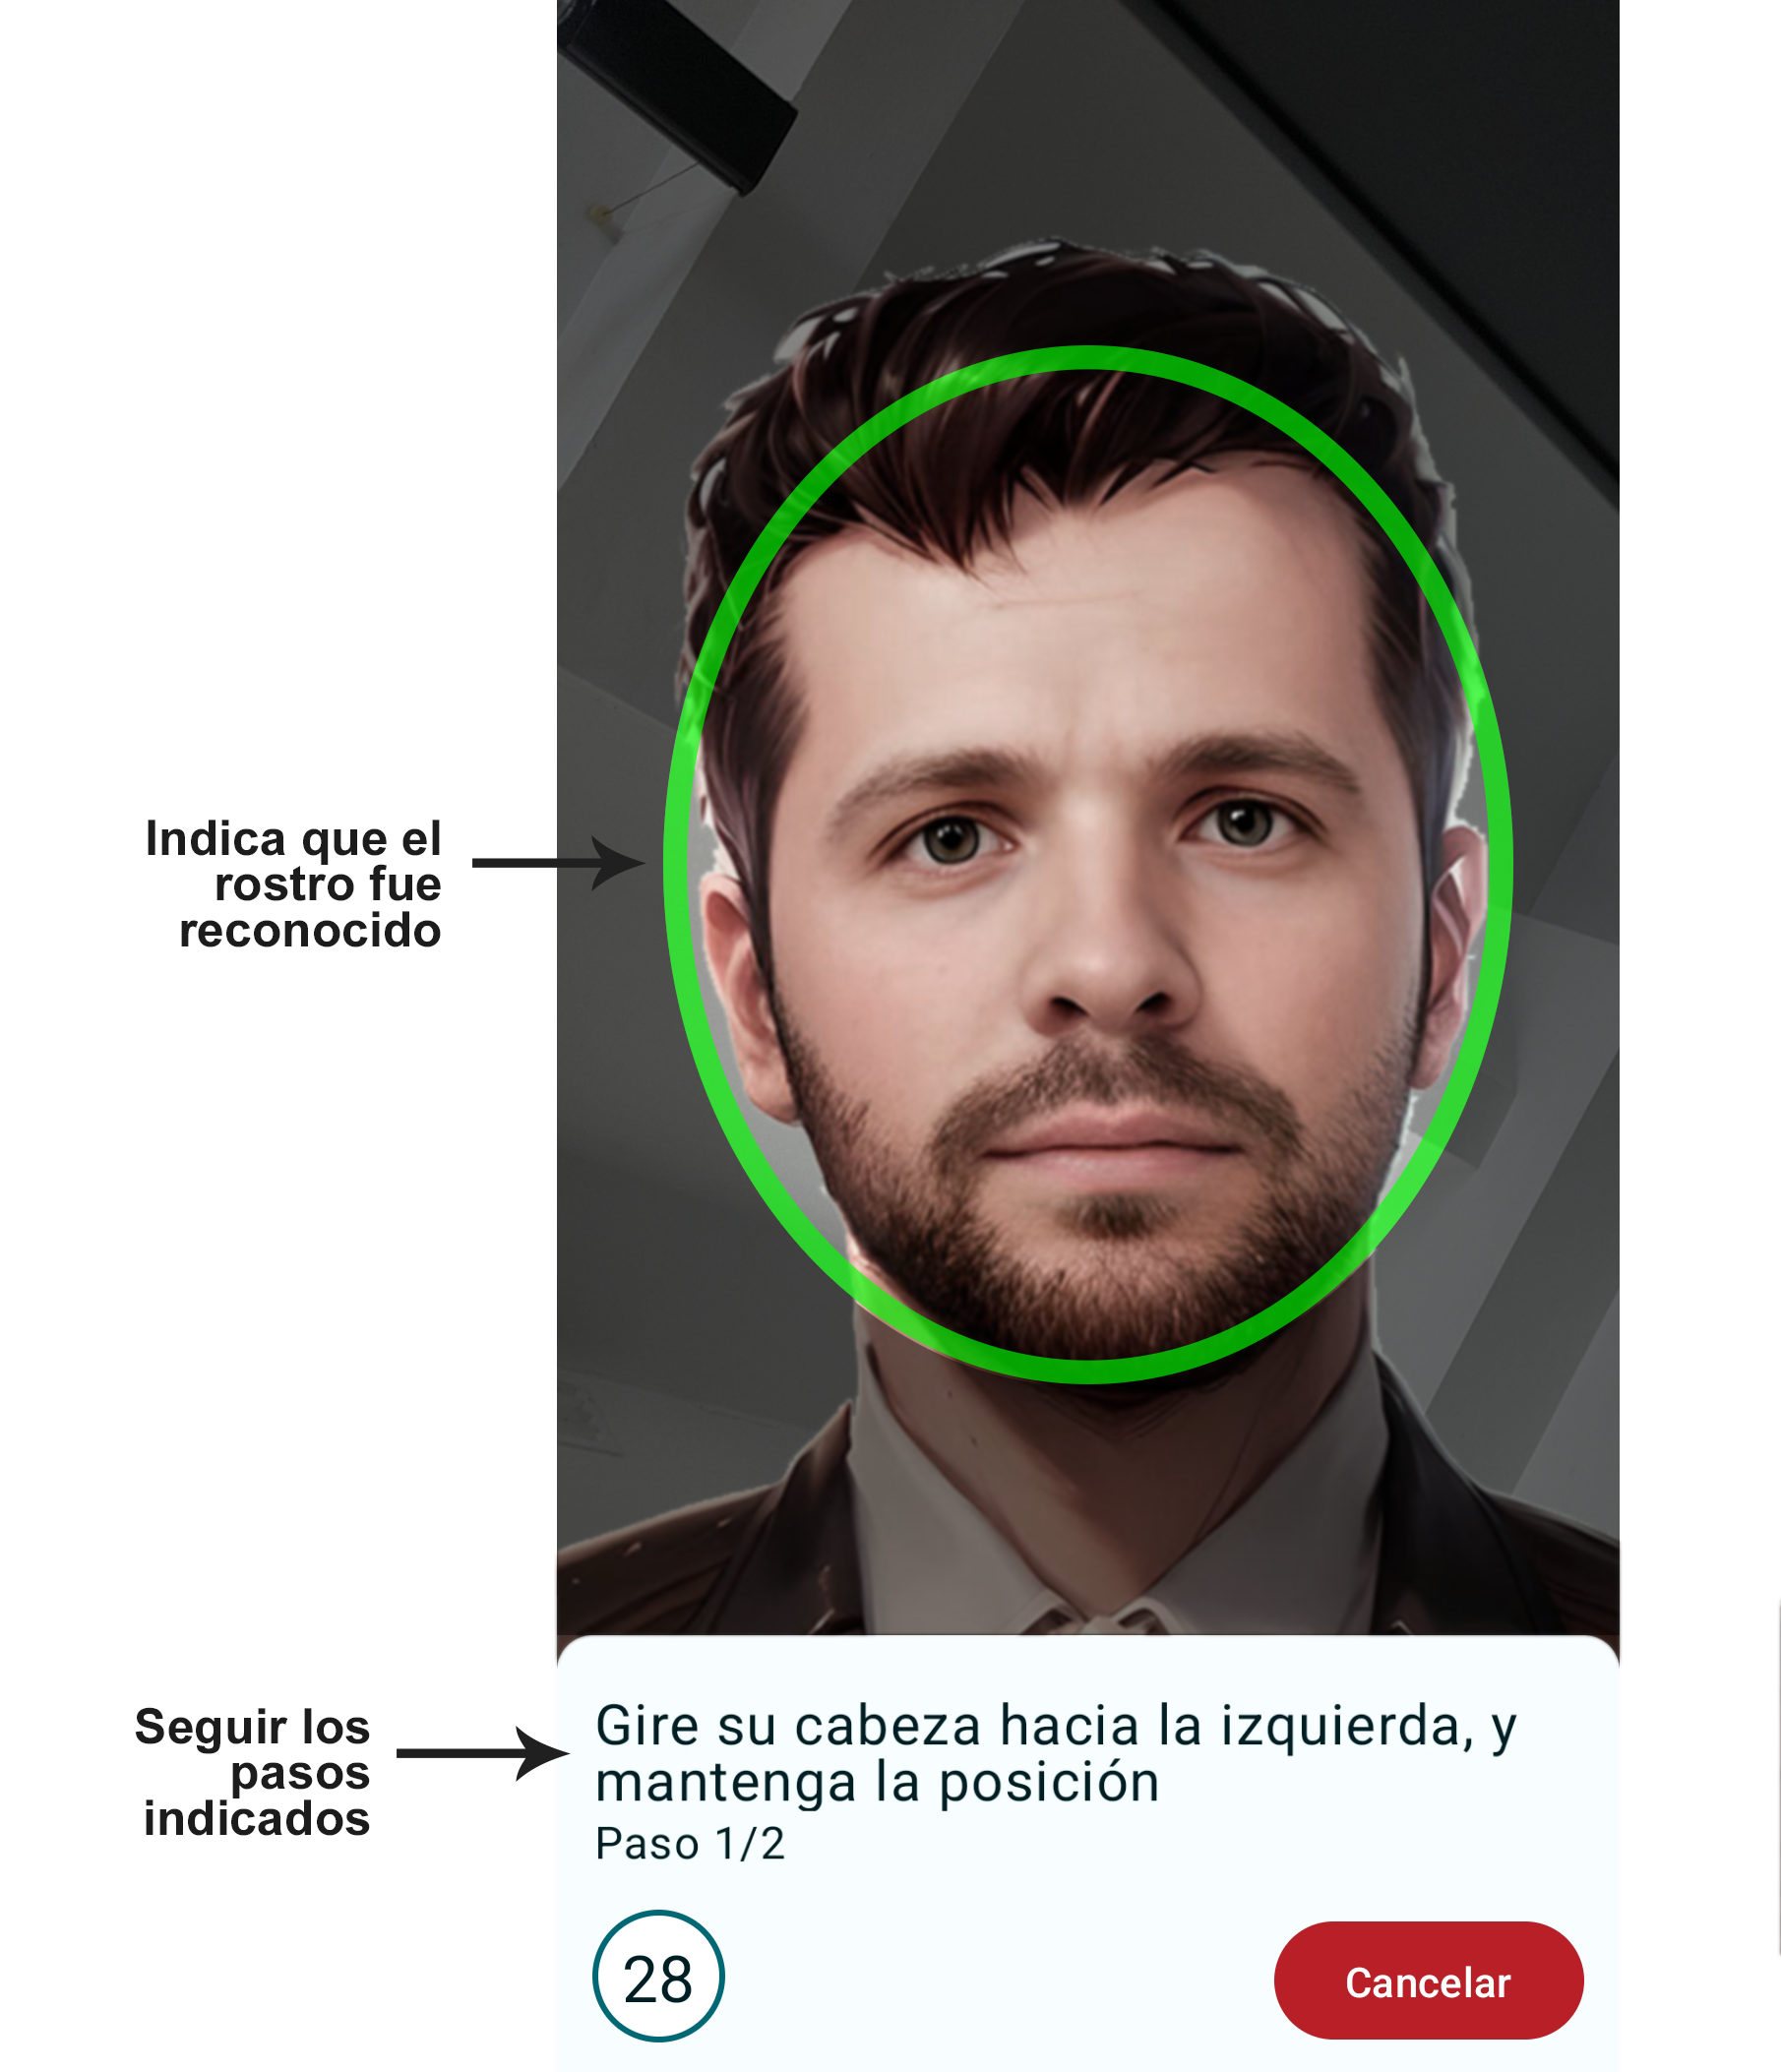 Indica que el
rostro fue
reconocido
Seguir los
pasos
indicados
Gire su cabeza hacia la izquierda, y
mantenga la posición
Paso 1/2
28
Cancelar